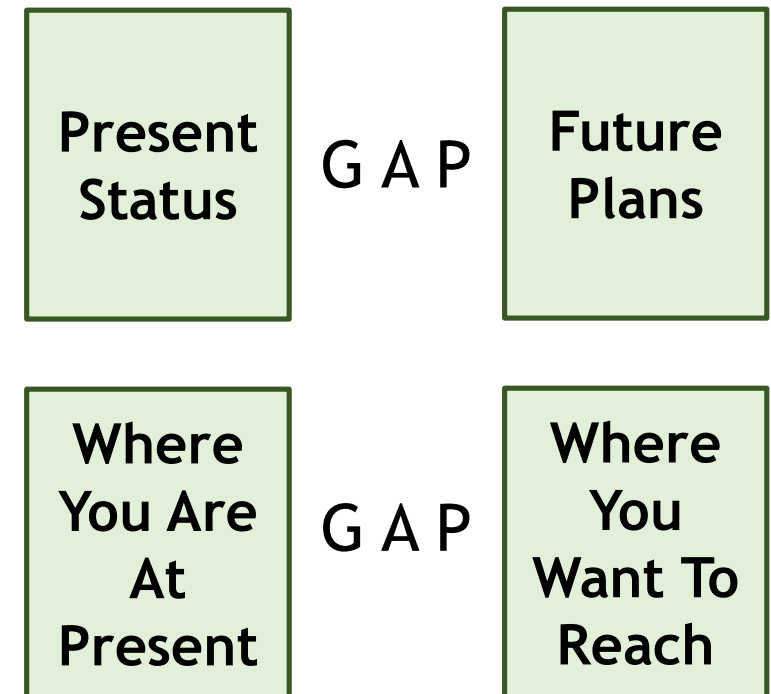 Present
Status
G A P
Future
Plans
Where
You Are
At
Present
G A P
Where
You
Want To
Reach